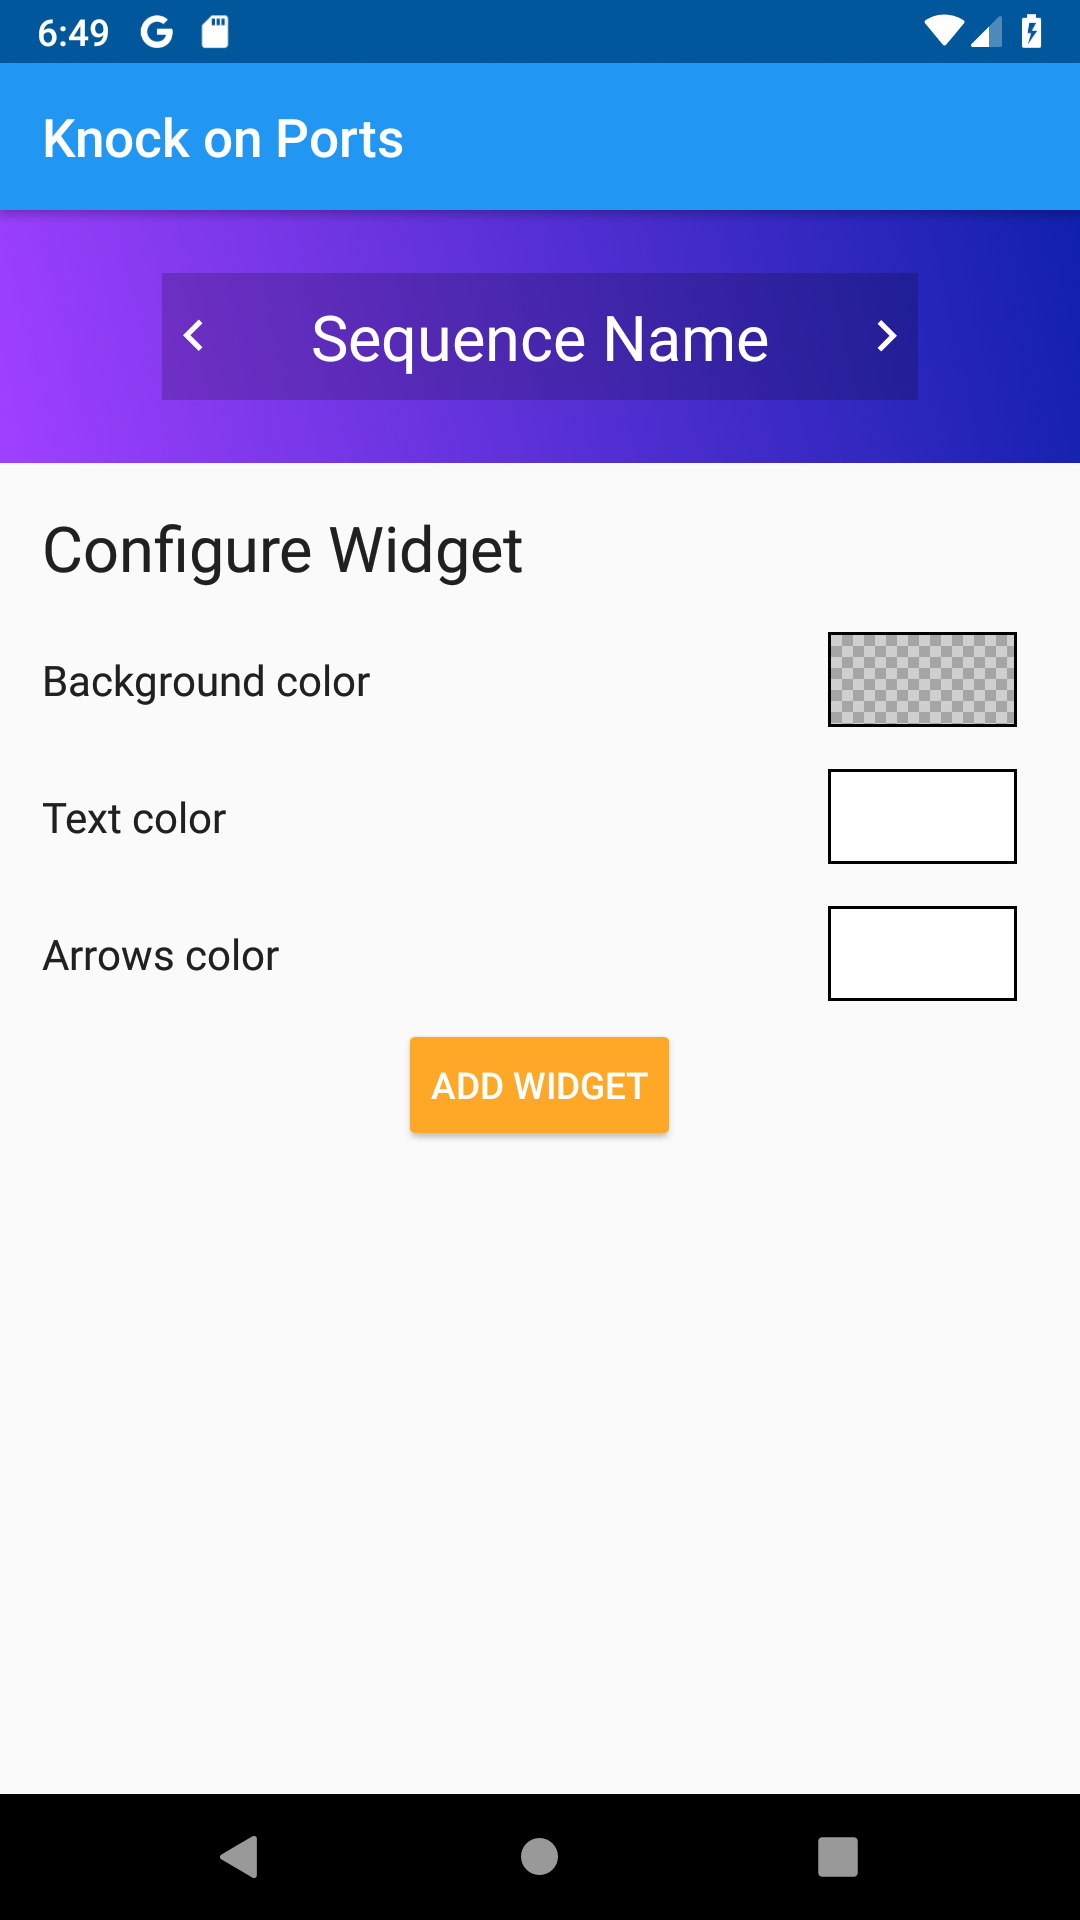 6:49
Knock on Ports
Sequence Name
Configure Widget
Background color
Text color
Arrows color
ADD WIDGET